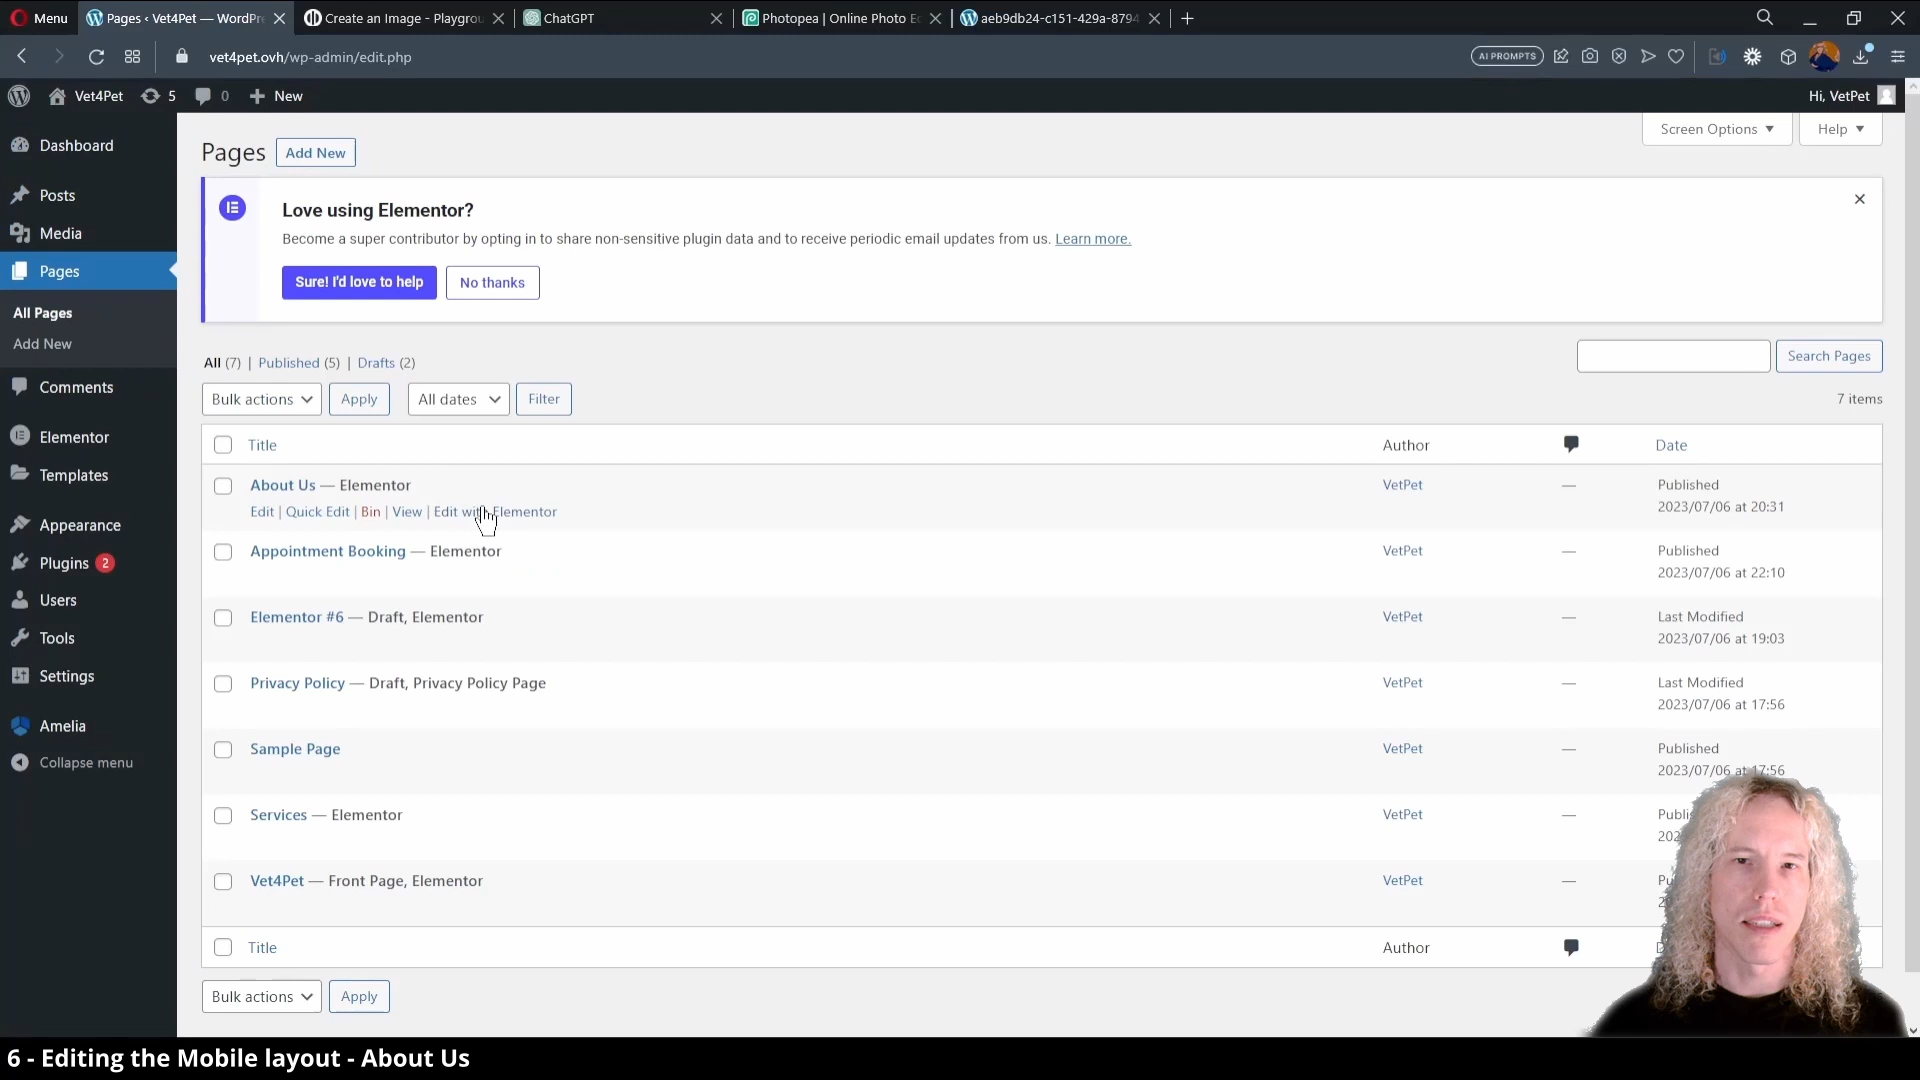 Menu
Pages ‹ Vet4Pet — WordPre
Create an Image - Playgrou
ChatGPT
Photopea | Online Photo E
aeb9db24-c151-429a-8794
vet4pet.ovh/wp-admin/edit.php
AI PROMPTS
Vet4Pet 5 0 New
Hi, VetPet
Screen Options
Help
Dashboard
Posts
Media
Pages
All Pages
Add New
Comments
Elementor
Templates
Appearance
Plugins 2
Users
Tools
Settings
Amelia
Collapse menu
Pages Add New
Love using Elementor?
Become a super contributor by opting in to share non-sensitive plugin data and to receive periodic email updates from us. Learn more.
Sure! I'd love to help
No thanks
All (7) | Published (5) | Drafts (2)
Search Pages
Bulk actions Apply All dates Filter
7 items
Title Author Date
About Us — Elementor VetPet — Published
Edit | Quick Edit | Bin | View | Edit with Elementor 2023/07/06 at 20:31
Appointment Booking — Elementor VetPet — Published
2023/07/06 at 22:10
Elementor #6 — Draft, Elementor VetPet — Last Modified
2023/07/06 at 19:03
Privacy Policy — Draft, Privacy Policy Page VetPet — Last Modified
2023/07/06 at 17:56
Sample Page VetPet — Published
2023/07/06 at 17:56
Services — Elementor VetPet — Publis
202
Vet4Pet — Front Page, Elementor VetPet — Pu
Title Author
Bulk actions Apply
6 - Editing the Mobile layout - About Us